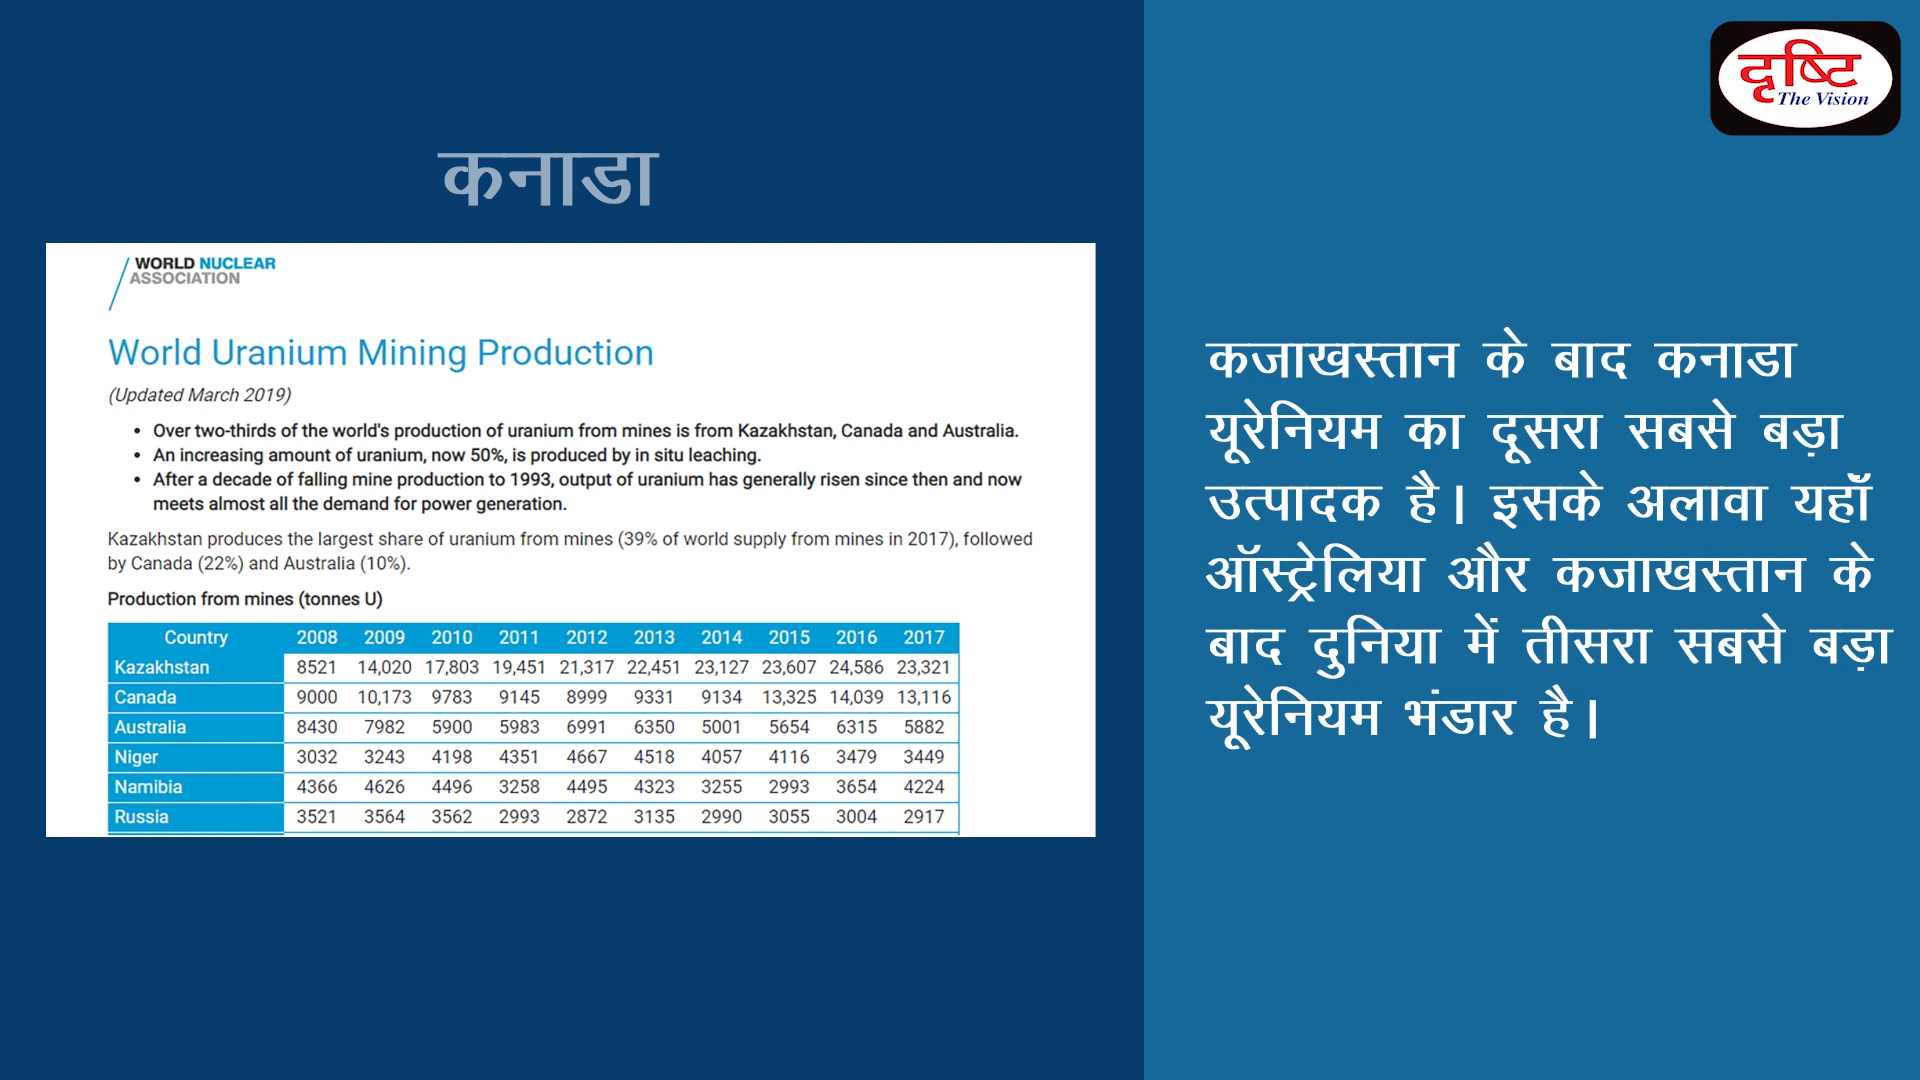 दृष्टि
The Vision
कनाडा
WORLD NUCLEAR
ASSOCIATION
World Uranium Mining Production
(Updated March 2019)
• Over two-thirds of the world's production of uranium from mines is from Kazakhstan, Canada and Australia.
• An increasing amount of uranium, now 50%, is produced by in situ leaching.
• After a decade of falling mine production to 1993, output of uranium has generally risen since then and now
meets almost all the demand for power generation.
Kazakhstan produces the largest share of uranium from mines (39% of world supply from mines in 2017), followed
by Canada (22%) and Australia (10%).
Production from mines (tonnes U)
Country 2008 2009 2010 2011 2012 2013 2014 2015 2016 2017
Kazakhstan 8521 14,020 17,803 19,451 21,317 22,451 23,127 23,607 24,586 23,321
Canada 9000 10,173 9783 9145 8999 9331 9134 13,325 14,039 13,116
Australia 8430 7982 5900 5983 6991 6350 5001 5654 6315 5882
Niger 3032 3243 4198 4351 4667 4518 4057 4116 3479 3449
Namibia 4366 4626 4496 3258 4495 4323 3255 2993 3654 4224
Russia 3521 3564 3562 2993 2872 3135 2990 3055 3004 2917
कजाखस्तान के बाद कनाडा
यूरेनियम का दूसरा सबसे बड़ा
उत्पादक है। इसके अलावा यहाँ
ऑस्ट्रेलिया और कजाखस्तान के
बाद दुनिया में तीसरा सबसे बड़ा
यूरेनियम भंडार है।